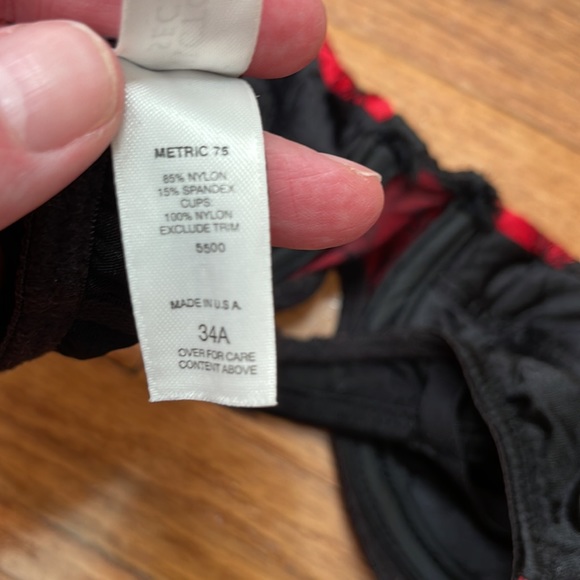 METRIC 75
85% NYLON
15% SPANDEX
CUPS:
100% NYLON
EXCLUDE TRIM
5500
MADE IN U.S.A.
34A
OVER FOR CARE
CONTENT ABOVE